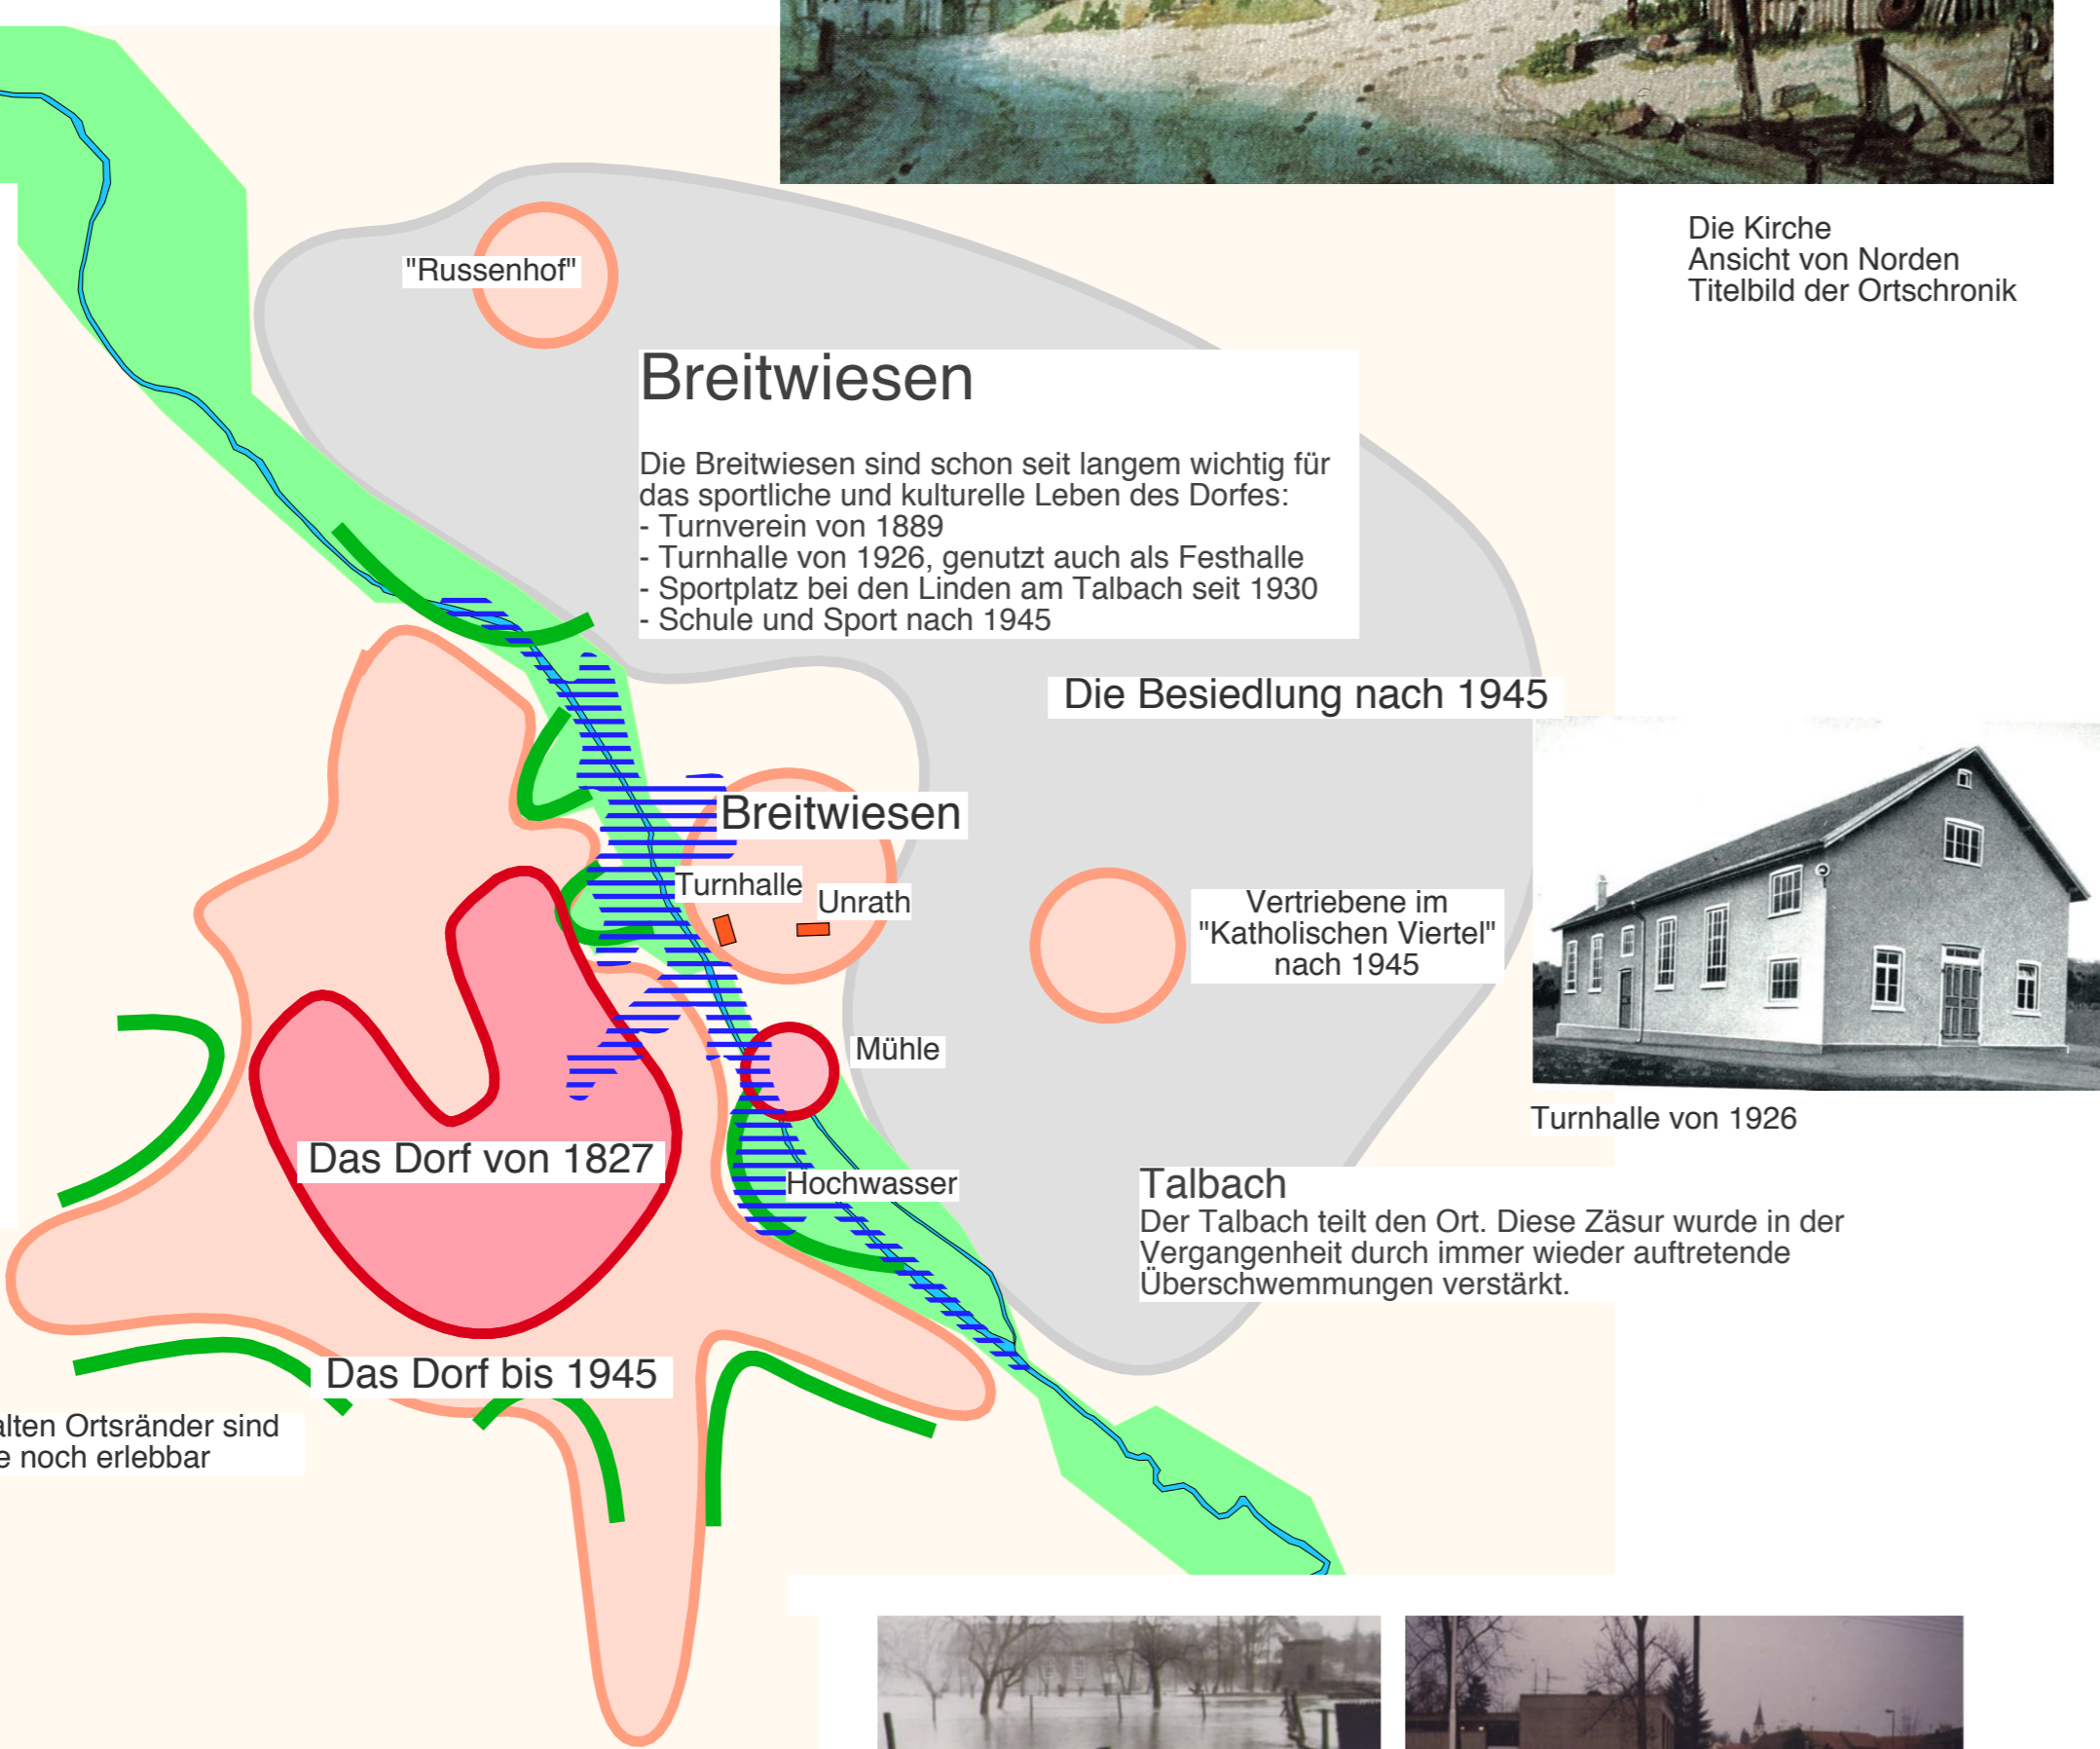 Die Kirche
Ansicht von Norden
Titelbild der Ortschronik
"Russenhof"
Breitwiesen
Die Breitwiesen sind schon seit langem wichtig für
das sportliche und kulturelle Leben des Dorfes:
- Turnverein von 1889
- Turnhalle von 1926, genutzt auch als Festhalle
- Sportplatz bei den Linden am Talbach seit 1930
- Schule und Sport nach 1945
Die Besiedlung nach 1945
Breitwiesen
Turnhalle
Unrath
Vertriebene im
"Katholischen Viertel"
nach 1945
Mühle
Turnhalle von 1926
Das Dorf von 1827
Hochwasser
Talbach
Der Talbach teilt den Ort. Diese Zäsur wurde in der
Vergangenheit durch immer wieder auftretende
Überschwemmungen verstärkt.
Das Dorf bis 1945
alten Ortsränder sind
e noch erlebbar